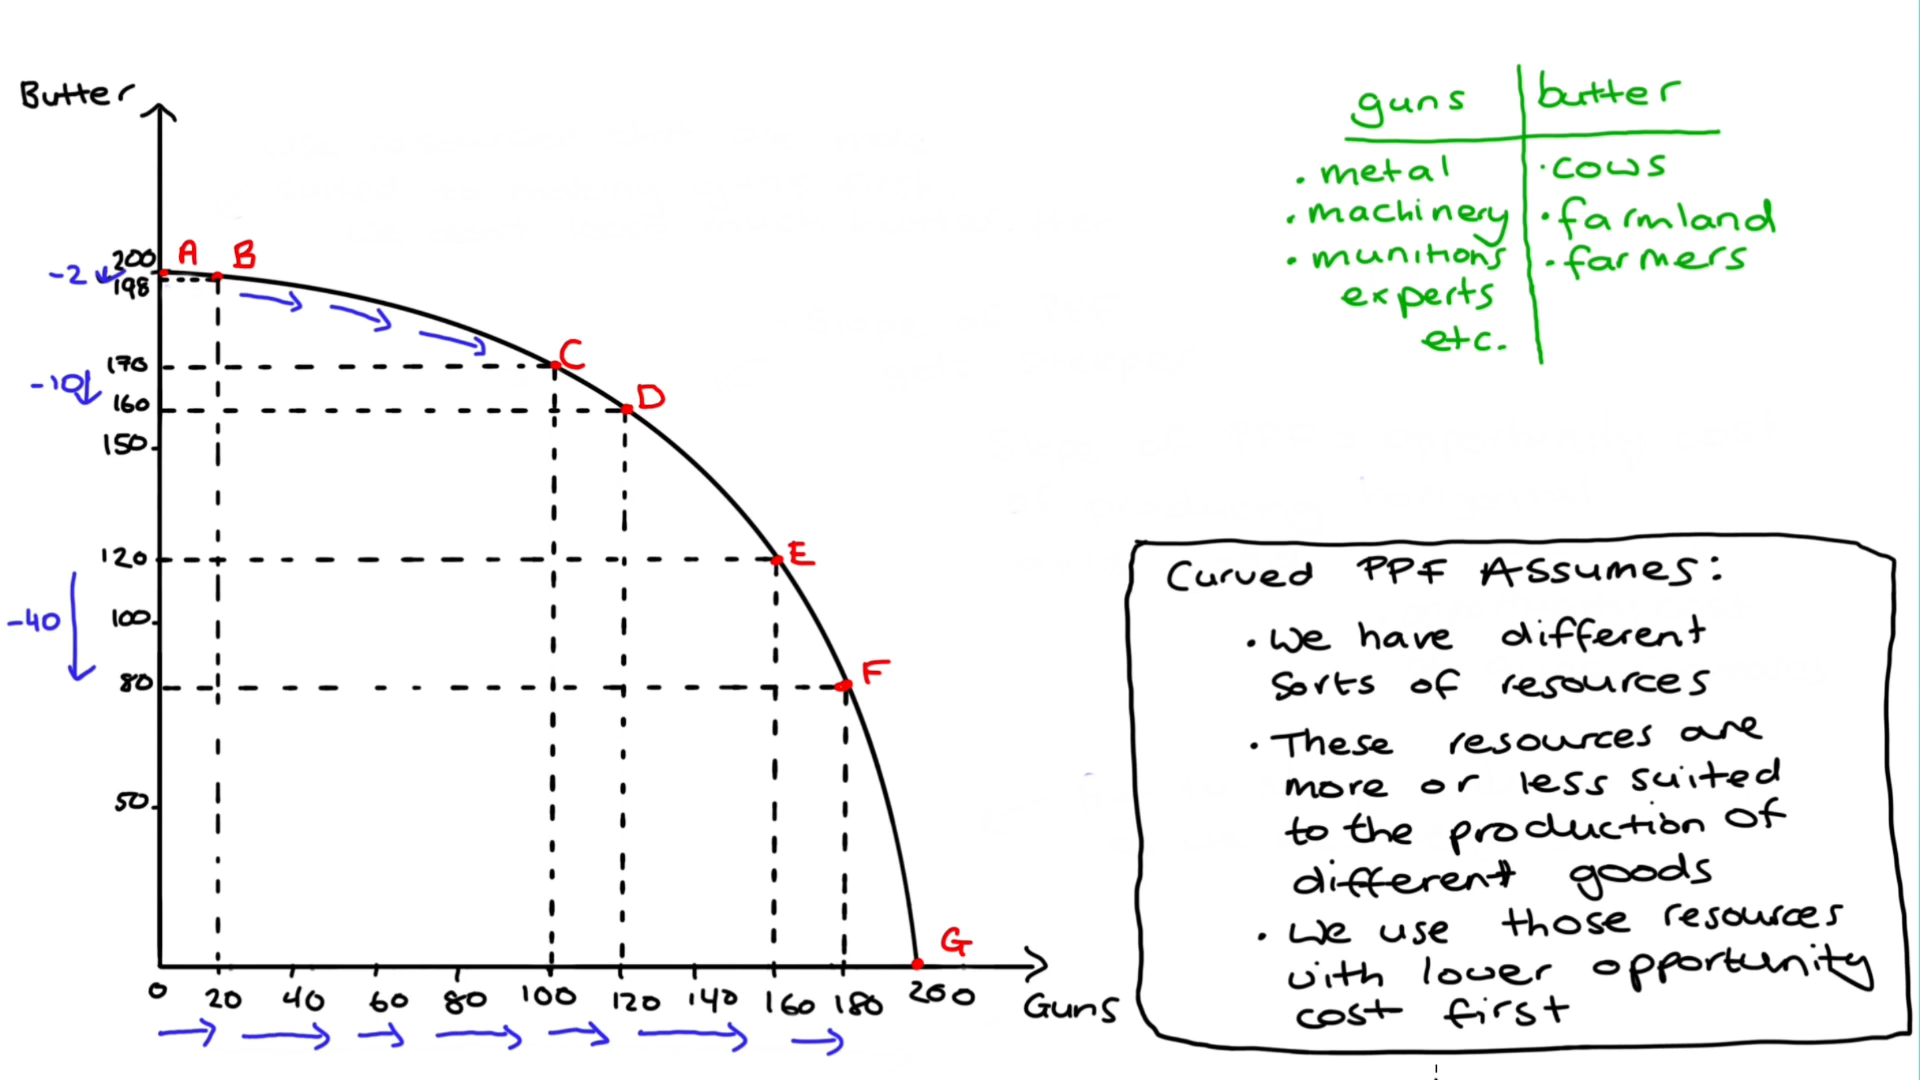 Butter
200
198
170
160
150
120
100
80
50
-2
-10
-40
A
B
C
D
E
F
G
0 20 40 60 80 100 120 140 160 180 200
Guns
guns butter
• metal • cows
• machinery • farmland
• munitions • farmers
experts
etc.
Curved PPF Assumes:
• We have different
sorts of resources
• These resources are
more or less suited
to the production of
different goods
• We use those resources
with lower opportunity
cost first